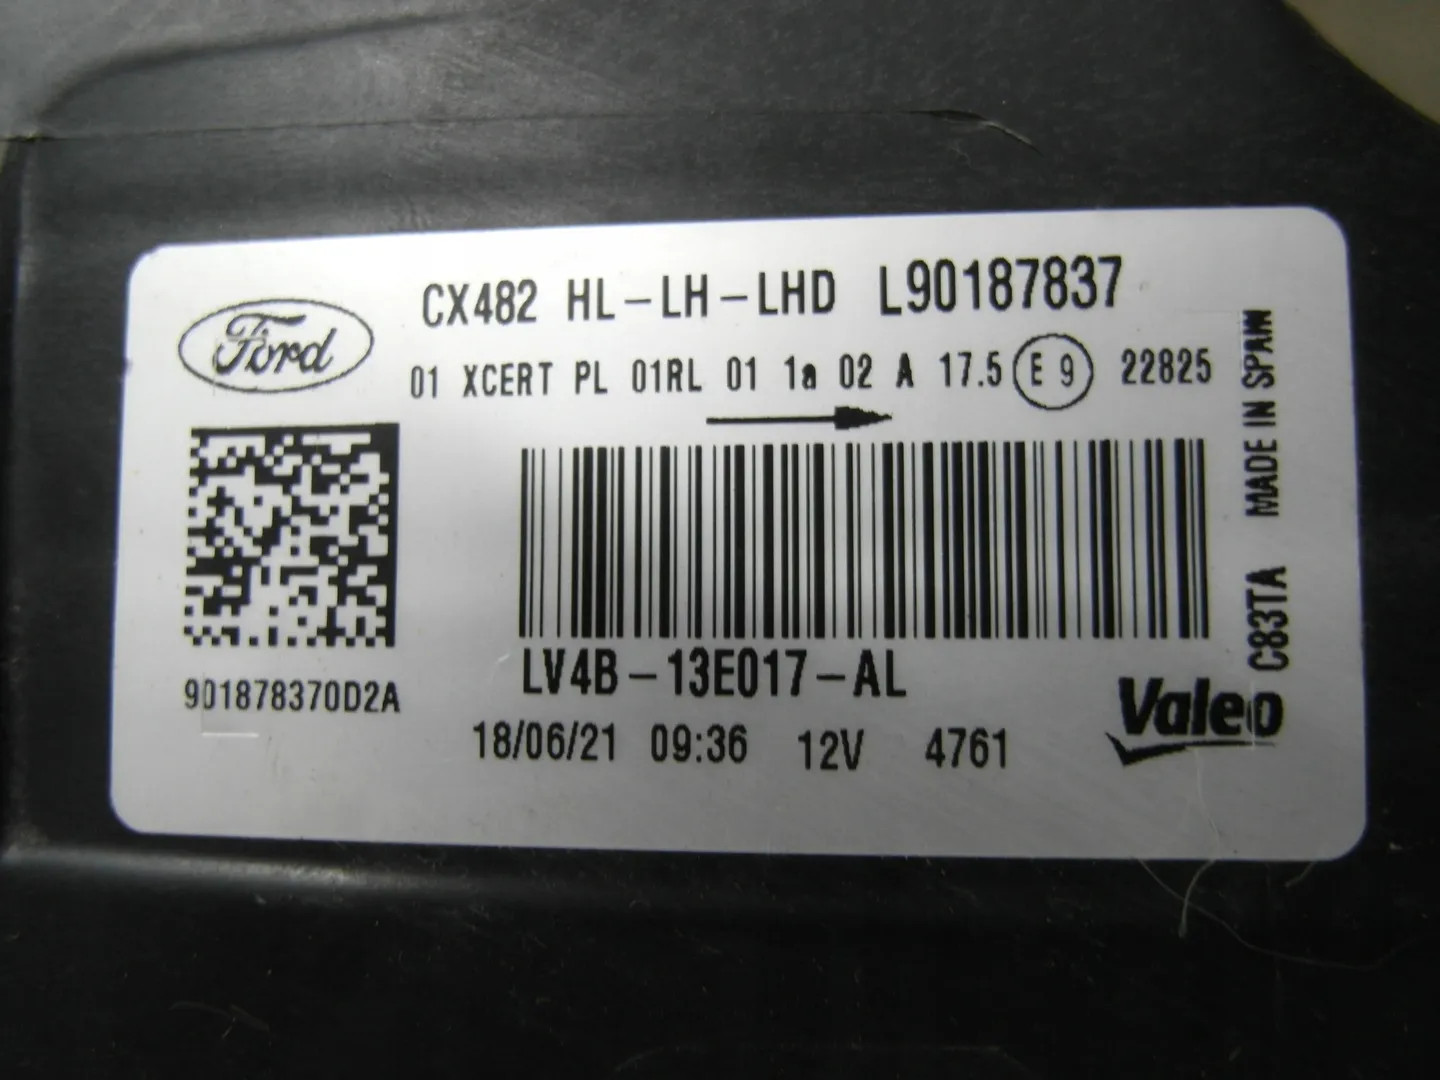 Ford
CX482 HL-LH-LHD L90187837
01 XCERT PL 01RL 01 1a 02 A 17.5 E 9 22825
MADE IN SPAIN
C83TA
LV4B-13E017-AL
901878370D2A
18/06/21 09:36 12V 4761
Valeo